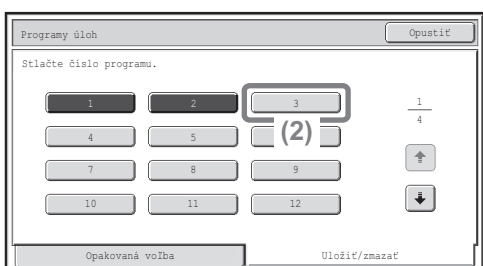 Programy úloh Opustiť
Stlačte číslo programu.
1 2 3
4 5 (2)
7 8 9
10 11 12
1
4
Opakovaná voľba Uložiť/zmazať